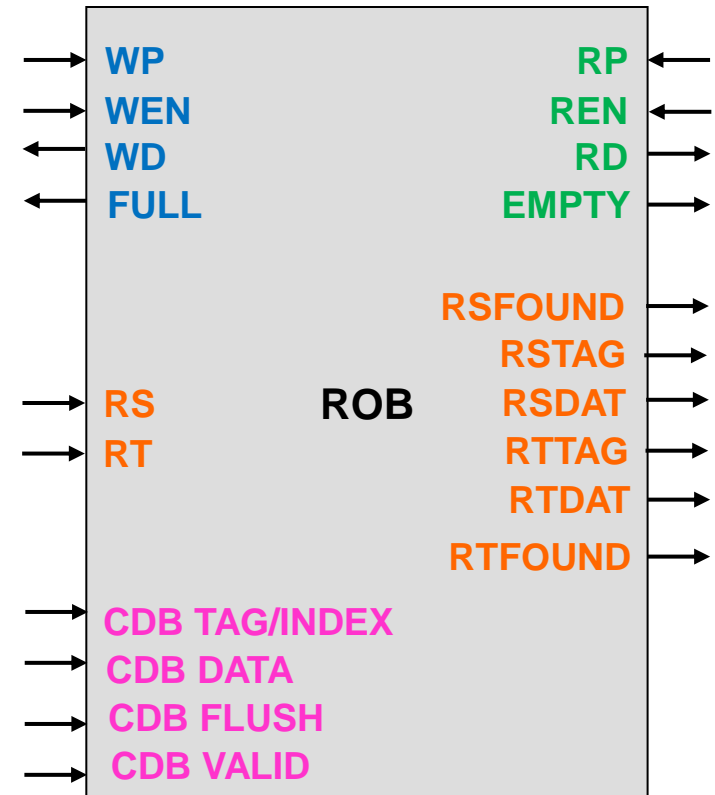 WP
WEN
WD
FULL
RP
REN
RD
EMPTY
RSFOUND
RSTAG
RS
ROB
RSDAT
RT
RTTAG
RTDAT
RTFOUND
CDB TAG/INDEX
CDB DATA
CDB FLUSH
CDB VALID